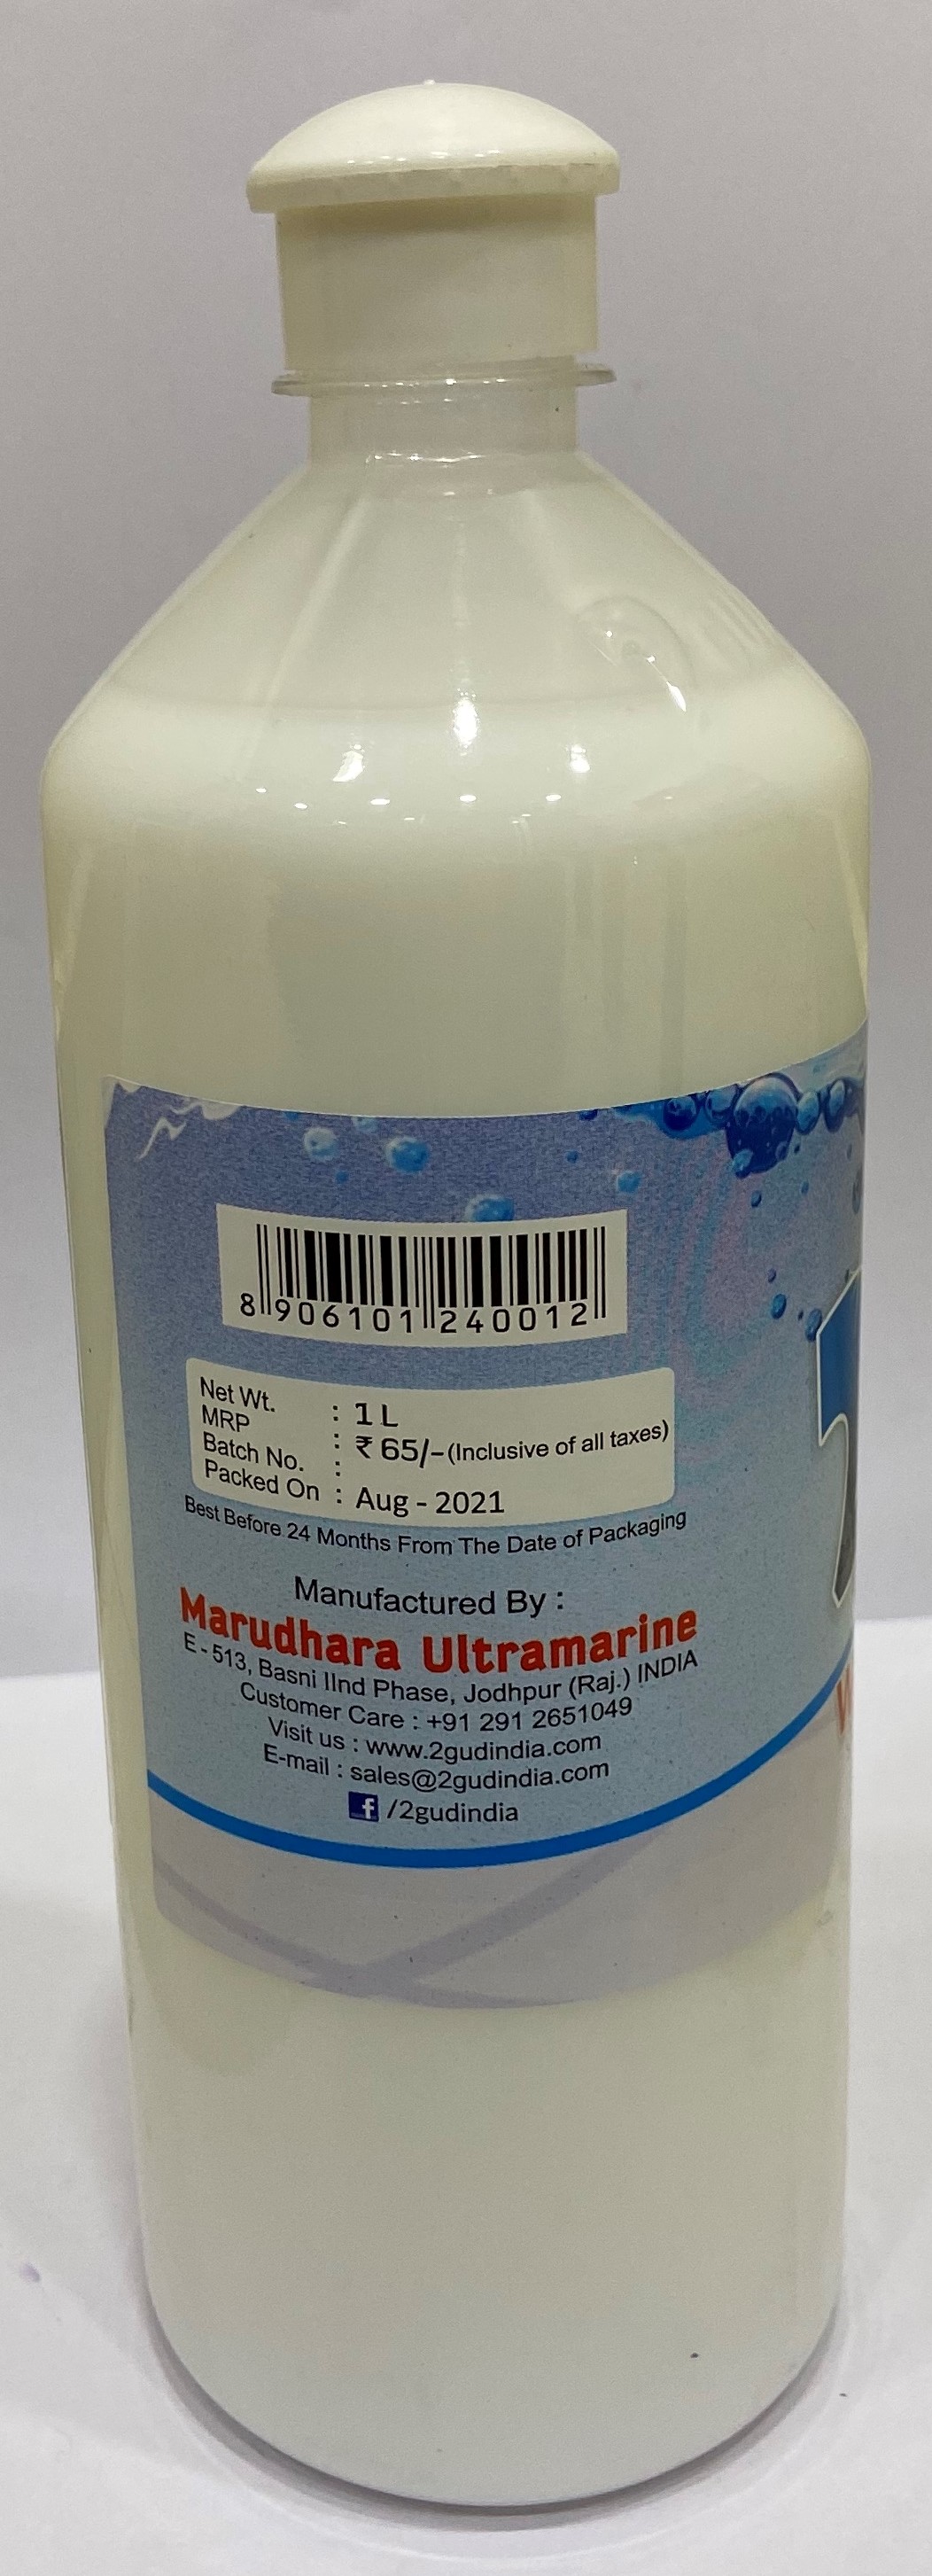 8 906101 240012
Net Wt. : 1 L
MRP : ₹ 65/- (Inclusive of all taxes)
Batch No. :
Packed On : Aug - 2021
Best Before 24 Months From The Date of Packaging
Manufactured By :
Marudhara Ultramarine
E - 513, Basni IInd Phase, Jodhpur (Raj.) INDIA
Customer Care : +91 291 2651049
Visit us : www.2gudindia.com
E-mail : sales@2gudindia.com
f /2gudindia